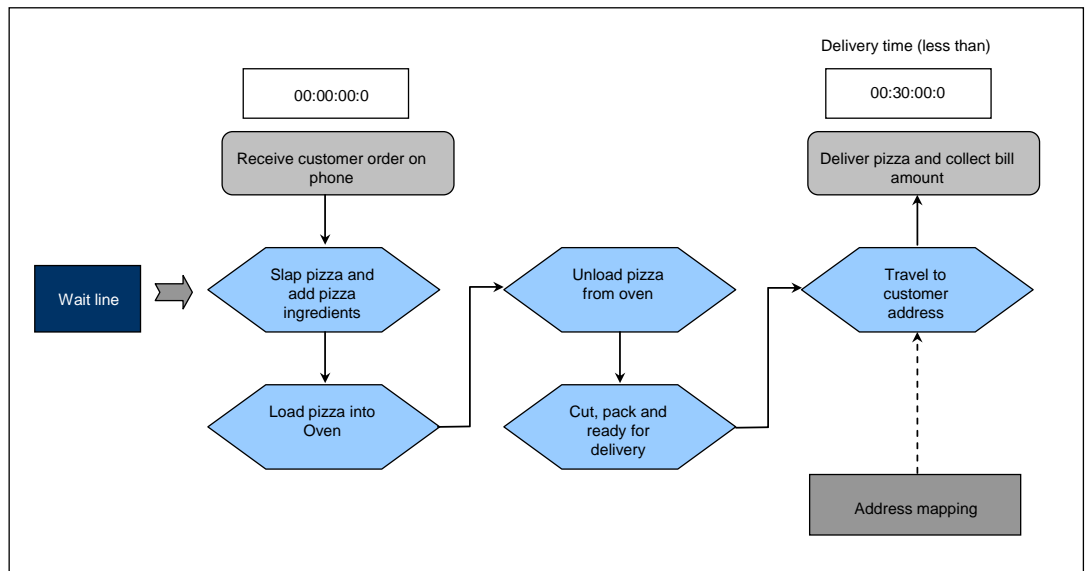 Delivery time (less than)
00:00:00:0
00:30:00:0
Receive customer order on
phone
Deliver pizza and collect bill
amount
Wait line
Slap pizza and
add pizza
ingredients
Unload pizza
from oven
Travel to
customer
address
Load pizza into
Oven
Cut, pack and
ready for
delivery
Address mapping